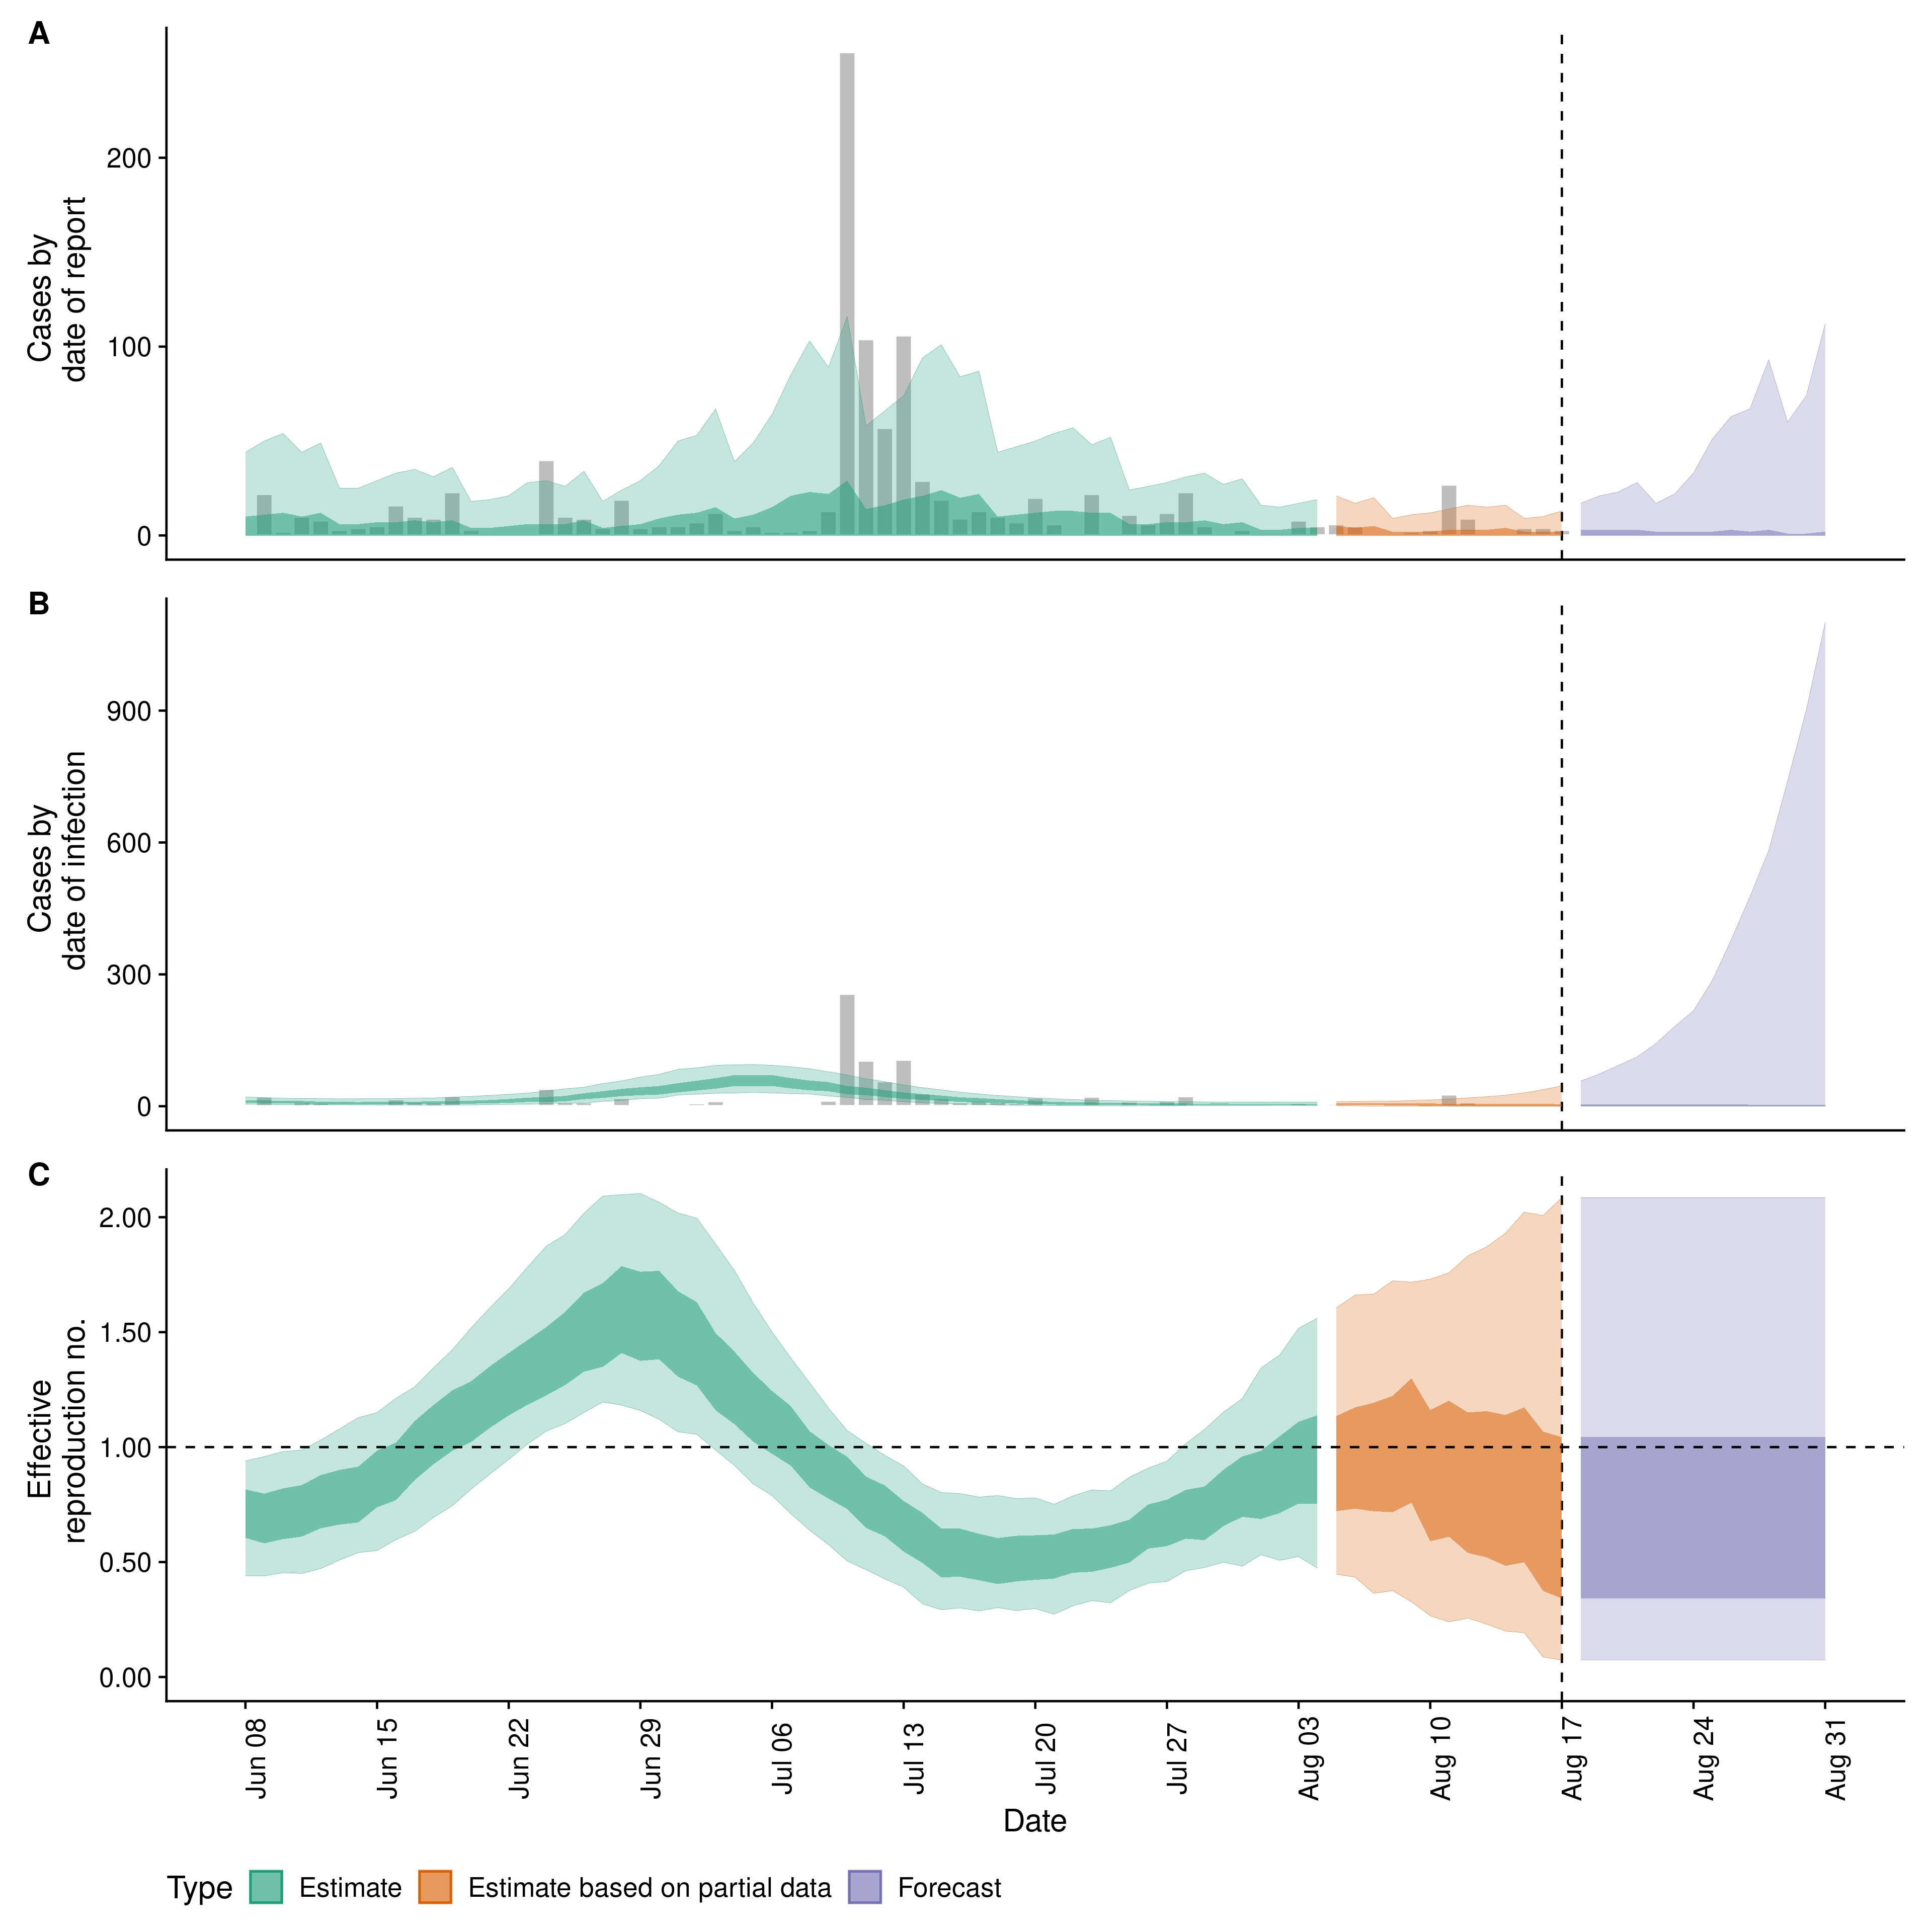 A
Cases by
date of report
200
100
0
B
Cases by
date of infection
900
600
300
0
C
Effective
reproduction no.
2.00
1.50
1.00
0.50
0.00
Jun 08
Jun 15
Jun 22
Jun 29
Jul 06
Jul 13
Jul 20
Jul 27
Aug 03
Aug 10
Aug 17
Aug 24
Aug 31
Date
Type Estimate Estimate based on partial data Forecast